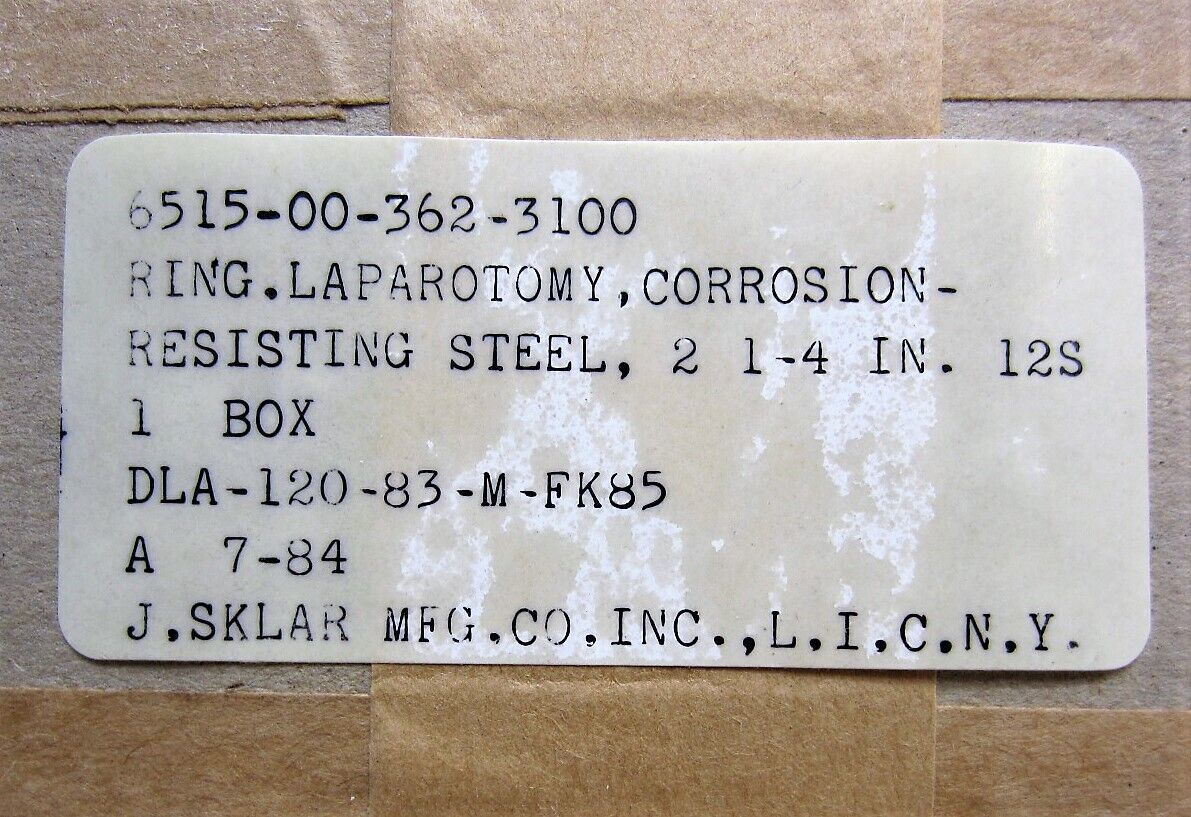 6515-00-362-3100
RING.LAPAROTOMY,CORROSION-
RESISTING STEEL, 2 1-4 IN. 12S
1 BOX
DLA-120-83-M-FK85
A 7-84
J.SKLAR MFG.CO.INC.,L.I.C.N.Y.